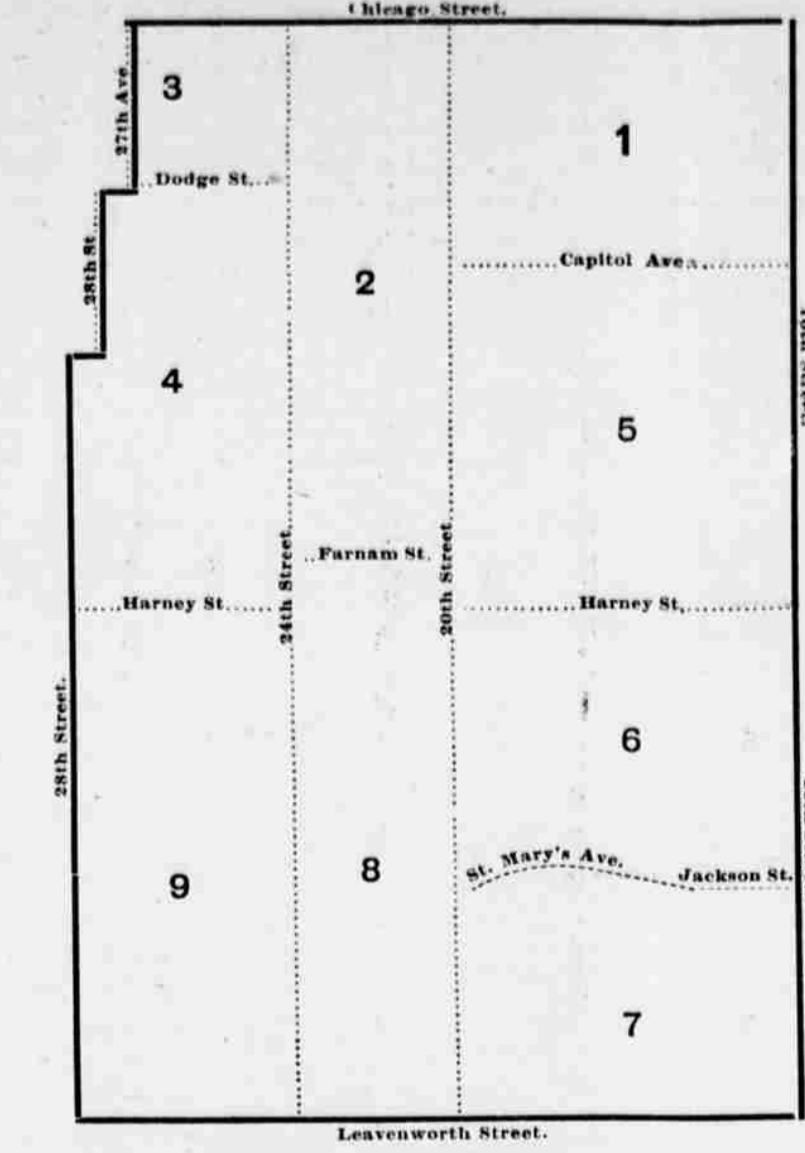 Chicago Street.
27th Ave.
3
1
Dodge St.
28th St
2
Capitol Ave.
4
5
24th Street.
Farnam St.
20th Street.
Harney St.
Harney St.
28th Street.
6
St. Mary's Ave.
Jackson St.
9
8
7
Leavenworth Street.